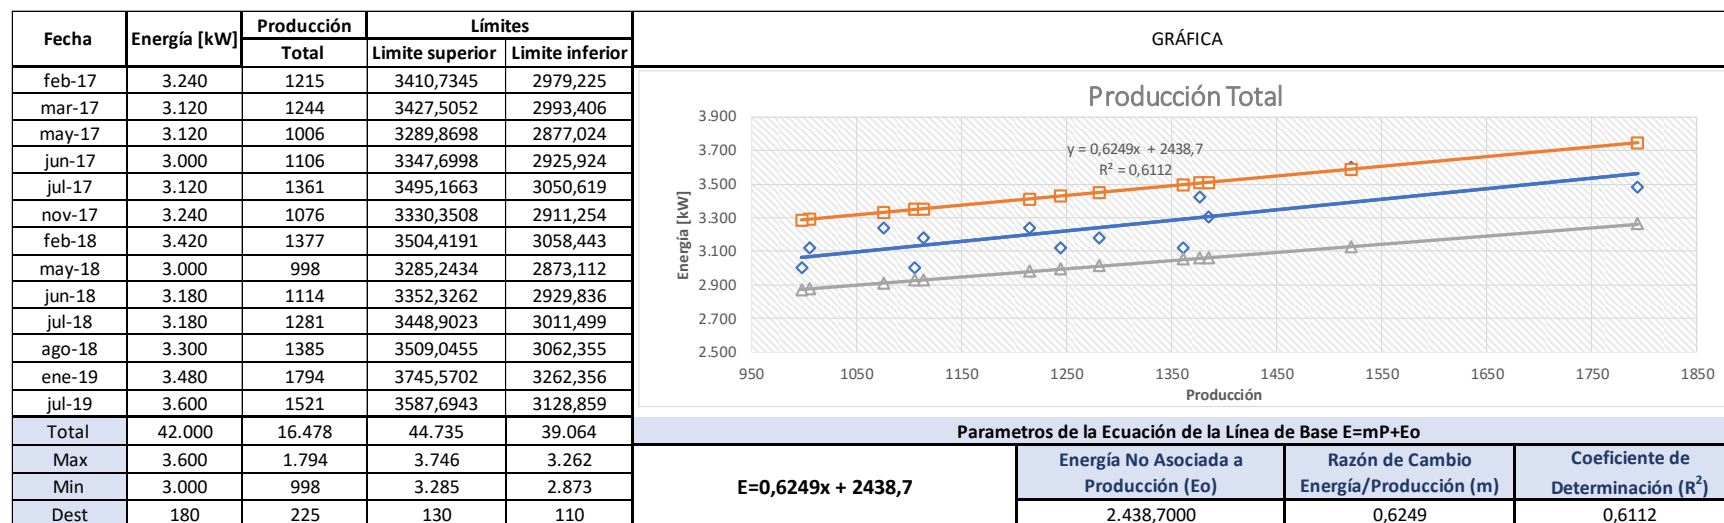 Fecha Energía [kW] Producción Límites GRÁFICA
Total Limite superior Limite inferior
feb-17 3.240 1215 3410,7345 2979,225
mar-17 3.120 1244 3427,5052 2993,406
may-17 3.120 1006 3289,8698 2877,024
jun-17 3.000 1106 3347,6998 2925,924
jul-17 3.120 1361 3495,1663 3050,619
nov-17 3.240 1076 3330,3508 2911,254
feb-18 3.420 1377 3504,4191 3058,443
may-18 3.000 998 3285,2434 2873,112
jun-18 3.180 1114 3352,3262 2929,836
jul-18 3.180 1281 3448,9023 3011,499
ago-18 3.300 1385 3509,0455 3062,355
ene-19 3.480 1794 3745,5702 3262,356
jul-19 3.600 1521 3587,6943 3128,859
Total 42.000 16.478 44.735 39.064
Max 3.600 1.794 3.746 3.262
Min 3.000 998 3.285 2.873
Dest 180 225 130 110
Producción Total
y = 0,6249x + 2438,7
R² = 0,6112
Energía [kW]
3.900
3.700
3.500
3.300
3.100
2.900
2.700
2.500
950 1050 1150 1250 1350 1450 1550 1650 1750 1850
Producción
Parametros de la Ecuación de la Línea de Base E=mP+Eo
E=0,6249x + 2438,7
Energía No Asociada a
Producción (Eo)
Razón de Cambio
Energía/Producción (m)
Coeficiente de
Determinación (R²)
2.438,7000 0,6249 0,6112